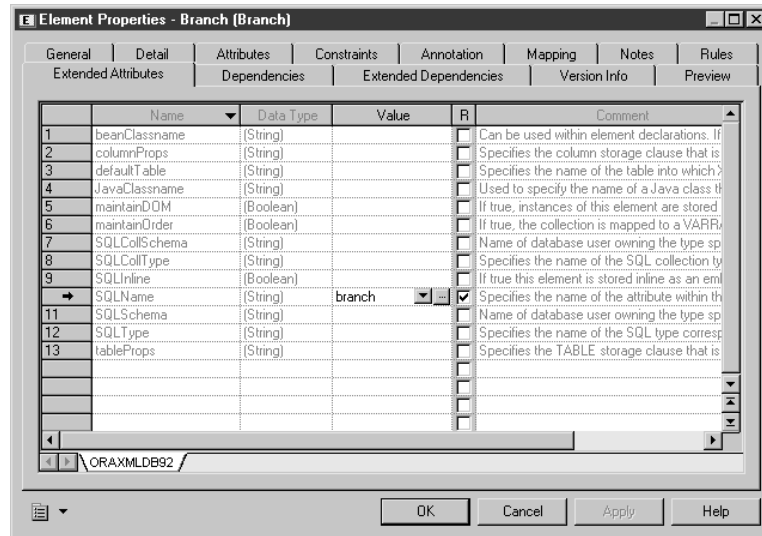 Element Properties - Branch (Branch)
General Detail Attributes Constraints Annotation Mapping Notes Rules
Extended Attributes Dependencies Extended Dependencies Version Info Preview
Name Data Type Value R Comment
1 beanClassname (String) Can be used within element declarations. If
2 columnProps (String) Specifies the column storage clause that is
3 defaultTable (String) Specifies the name of the table into which
4 JavaClassname (String) Used to specify the name of a Java class
5 maintainDOM (Boolean) If true, instances of this element are stored
6 maintainOrder (Boolean) If true, the collection is mapped to a
7 SQLCollSchema (String) Name of database user owning the type
8 SQLCollType (String) Specifies the name of the SQL collection
9 SQLInline (Boolean) If true this element is stored inline as an
SQLName (String) branch ... Specifies the name of the attribute within
11 SQLSchema (String) Name of database user owning the type
12 SQLType (String) Specifies the name of the SQL type
13 tableProps (String) Specifies the TABLE storage clause that is
ORAXMLDB92
OK Cancel Apply Help